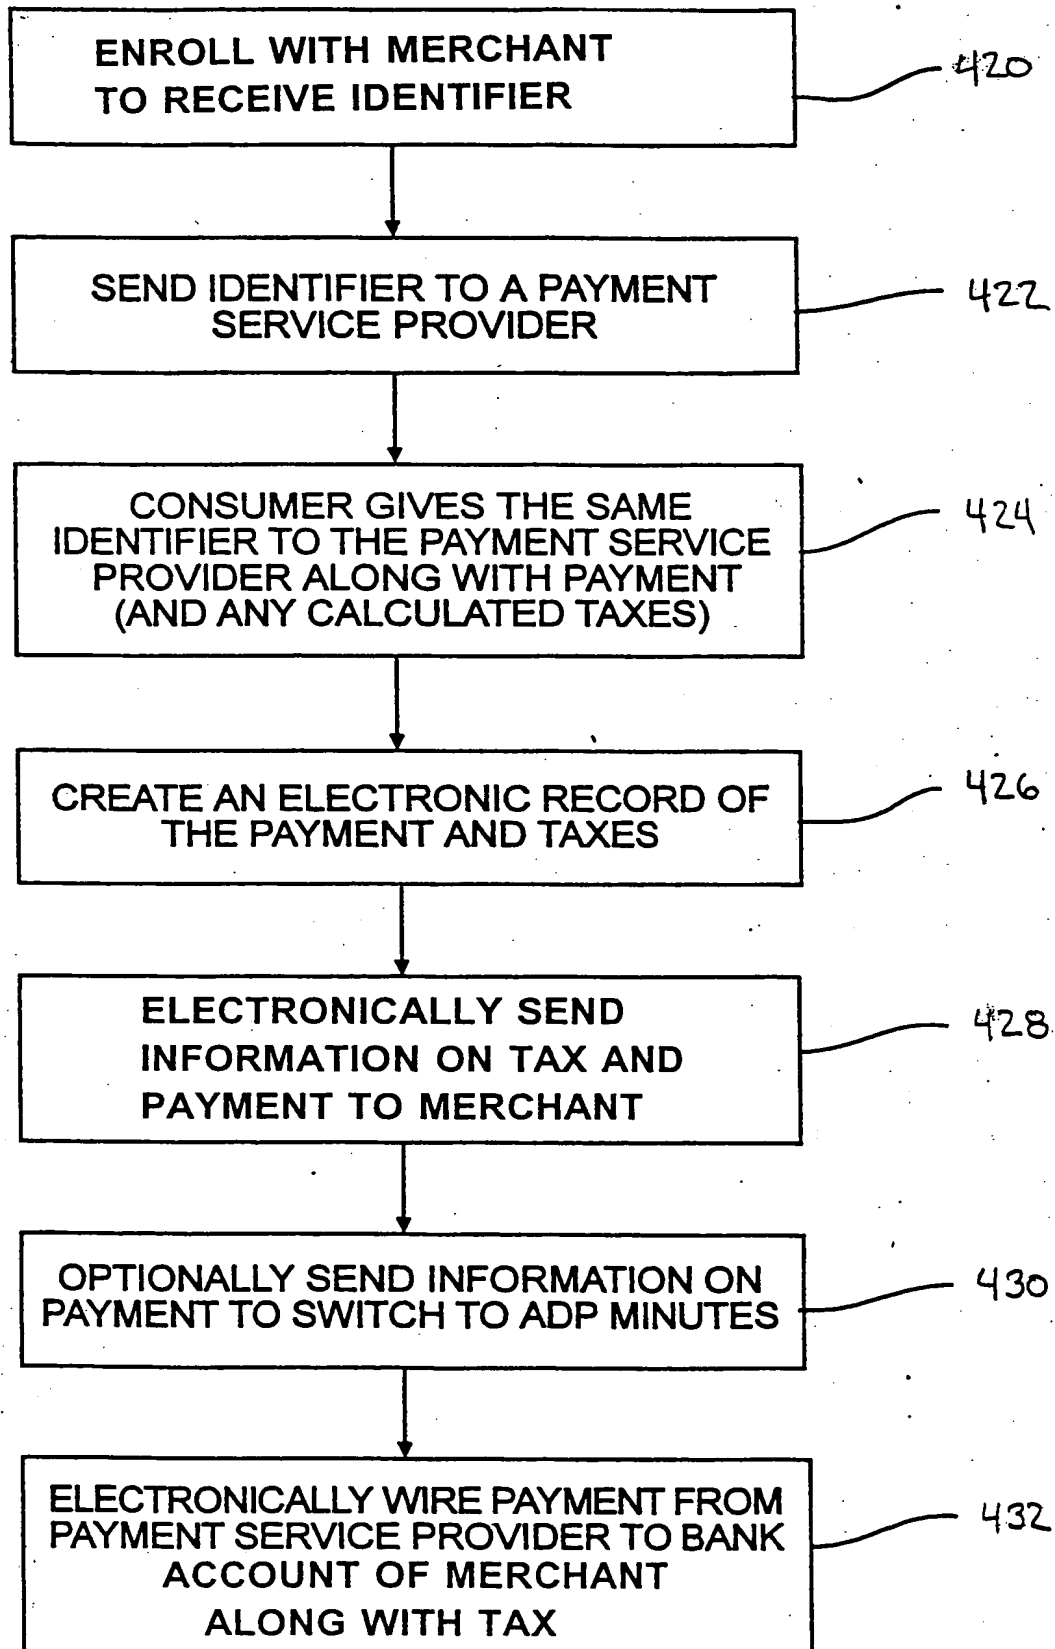 ENROLL WITH MERCHANT
TO RECEIVE IDENTIFIER
420
SEND IDENTIFIER TO A PAYMENT
SERVICE PROVIDER
422
CONSUMER GIVES THE SAME
IDENTIFIER TO THE PAYMENT SERVICE
PROVIDER ALONG WITH PAYMENT
(AND ANY CALCULATED TAXES)
424
CREATE AN ELECTRONIC RECORD OF
THE PAYMENT AND TAXES
426
ELECTRONICALLY SEND
INFORMATION ON TAX AND
PAYMENT TO MERCHANT
428
OPTIONALLY SEND INFORMATION ON
PAYMENT TO SWITCH TO ADP MINUTES
430
ELECTRONICALLY WIRE PAYMENT FROM
PAYMENT SERVICE PROVIDER TO BANK
ACCOUNT OF MERCHANT
ALONG WITH TAX
432